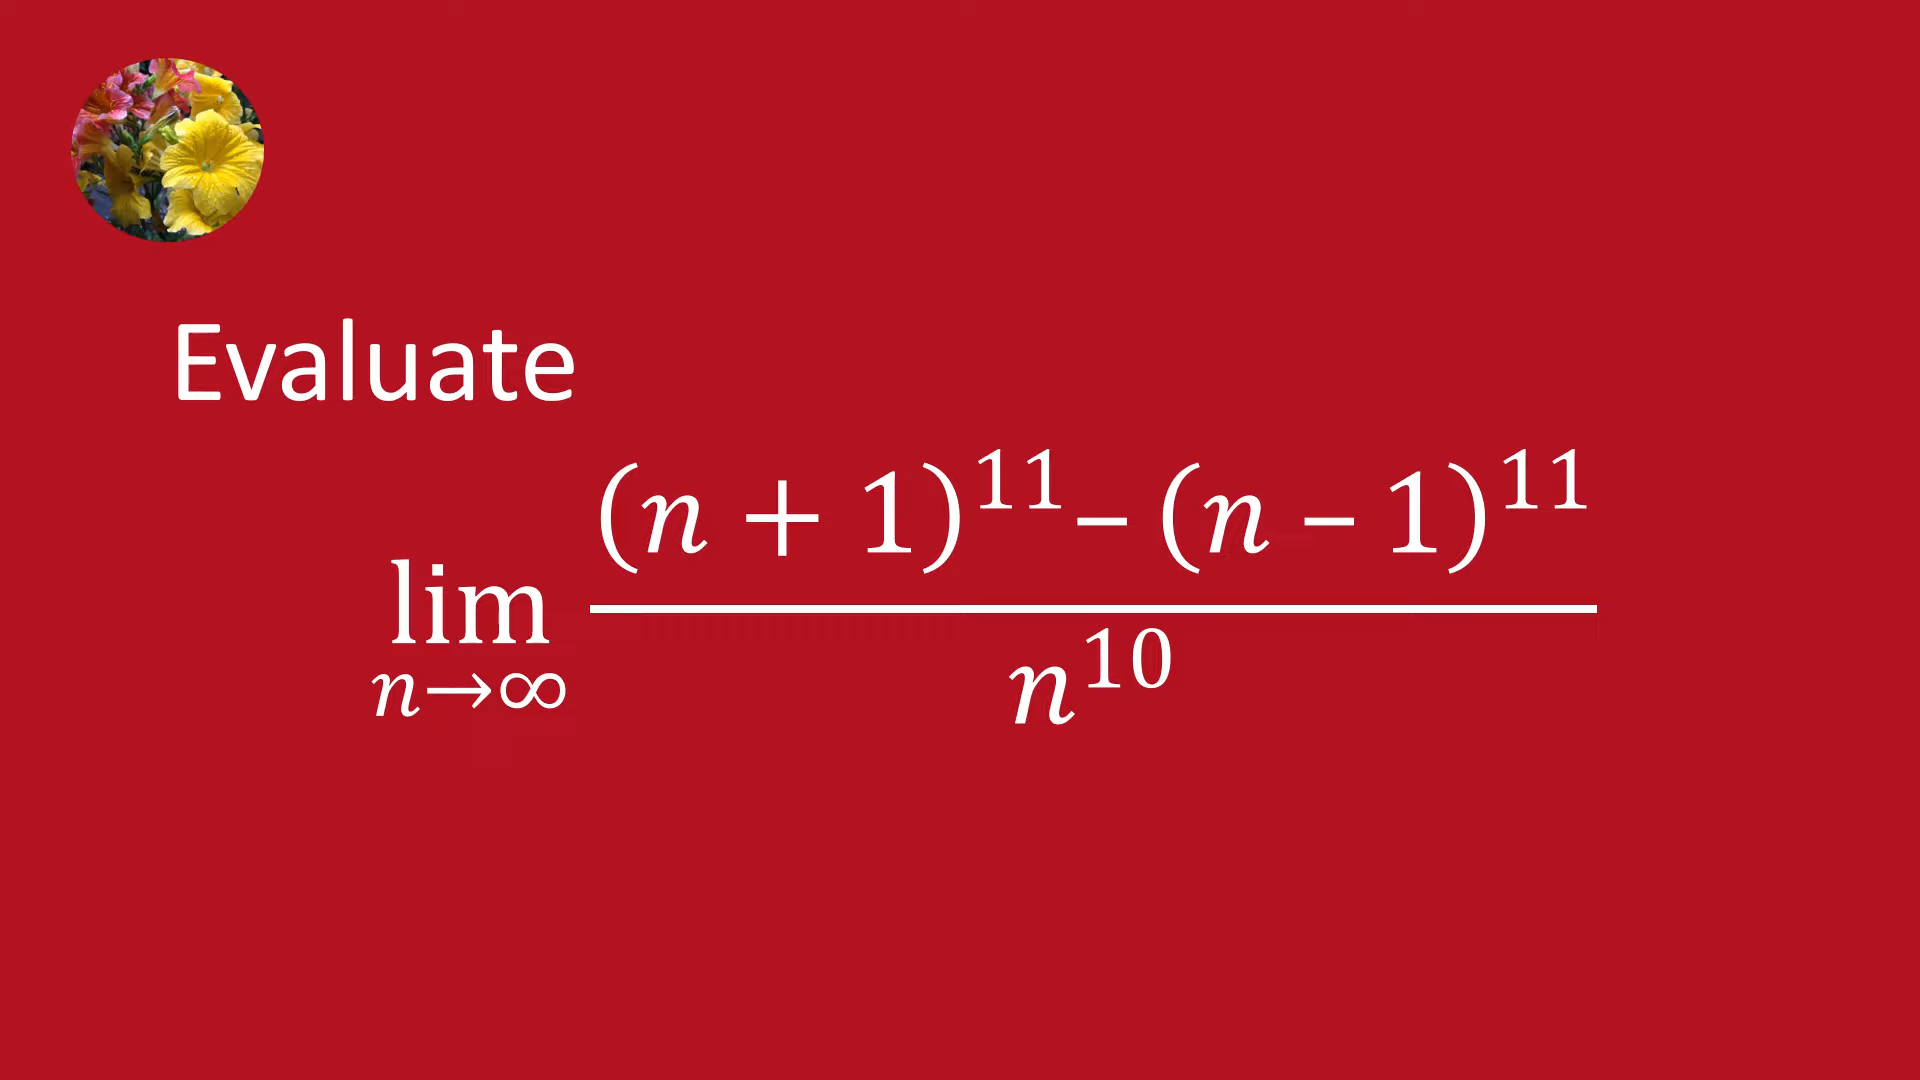 Evaluate
lim n→∞ (n + 1)^11 – (n – 1)^11 / n^10